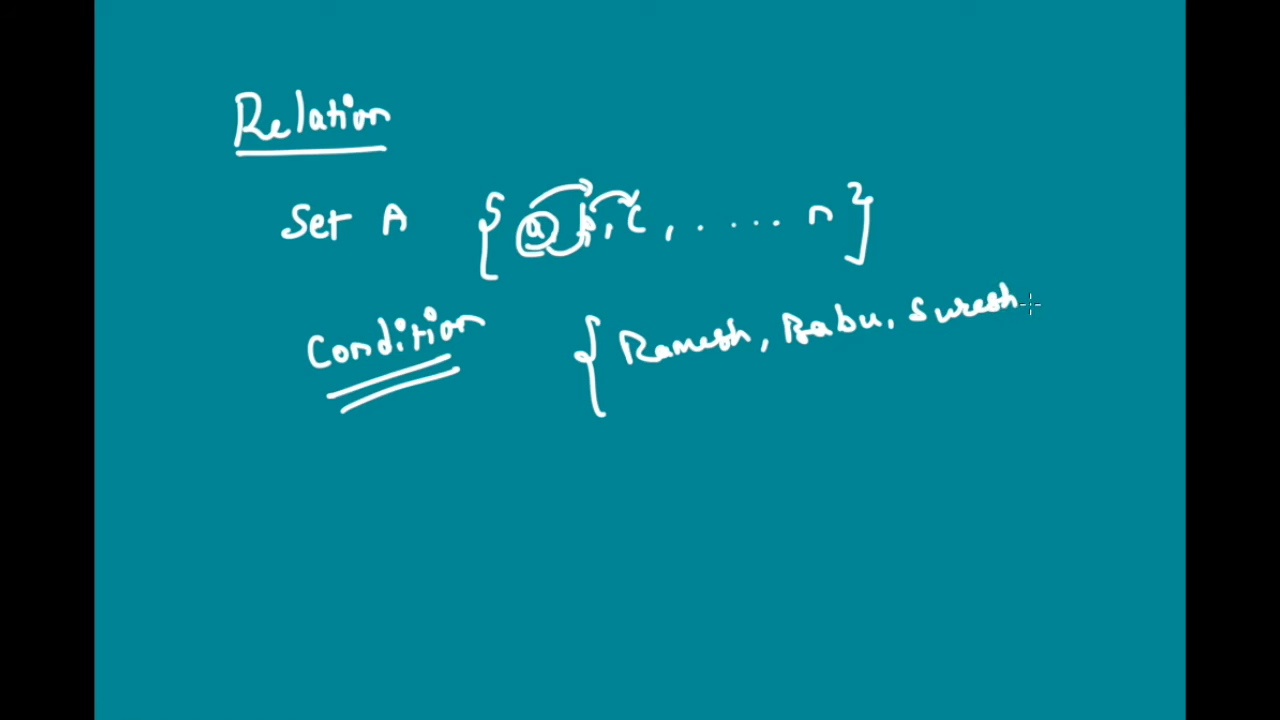 Relation
Set A { a, b, c, ..... n }
Condition { Ramesh, Babu, Suresh